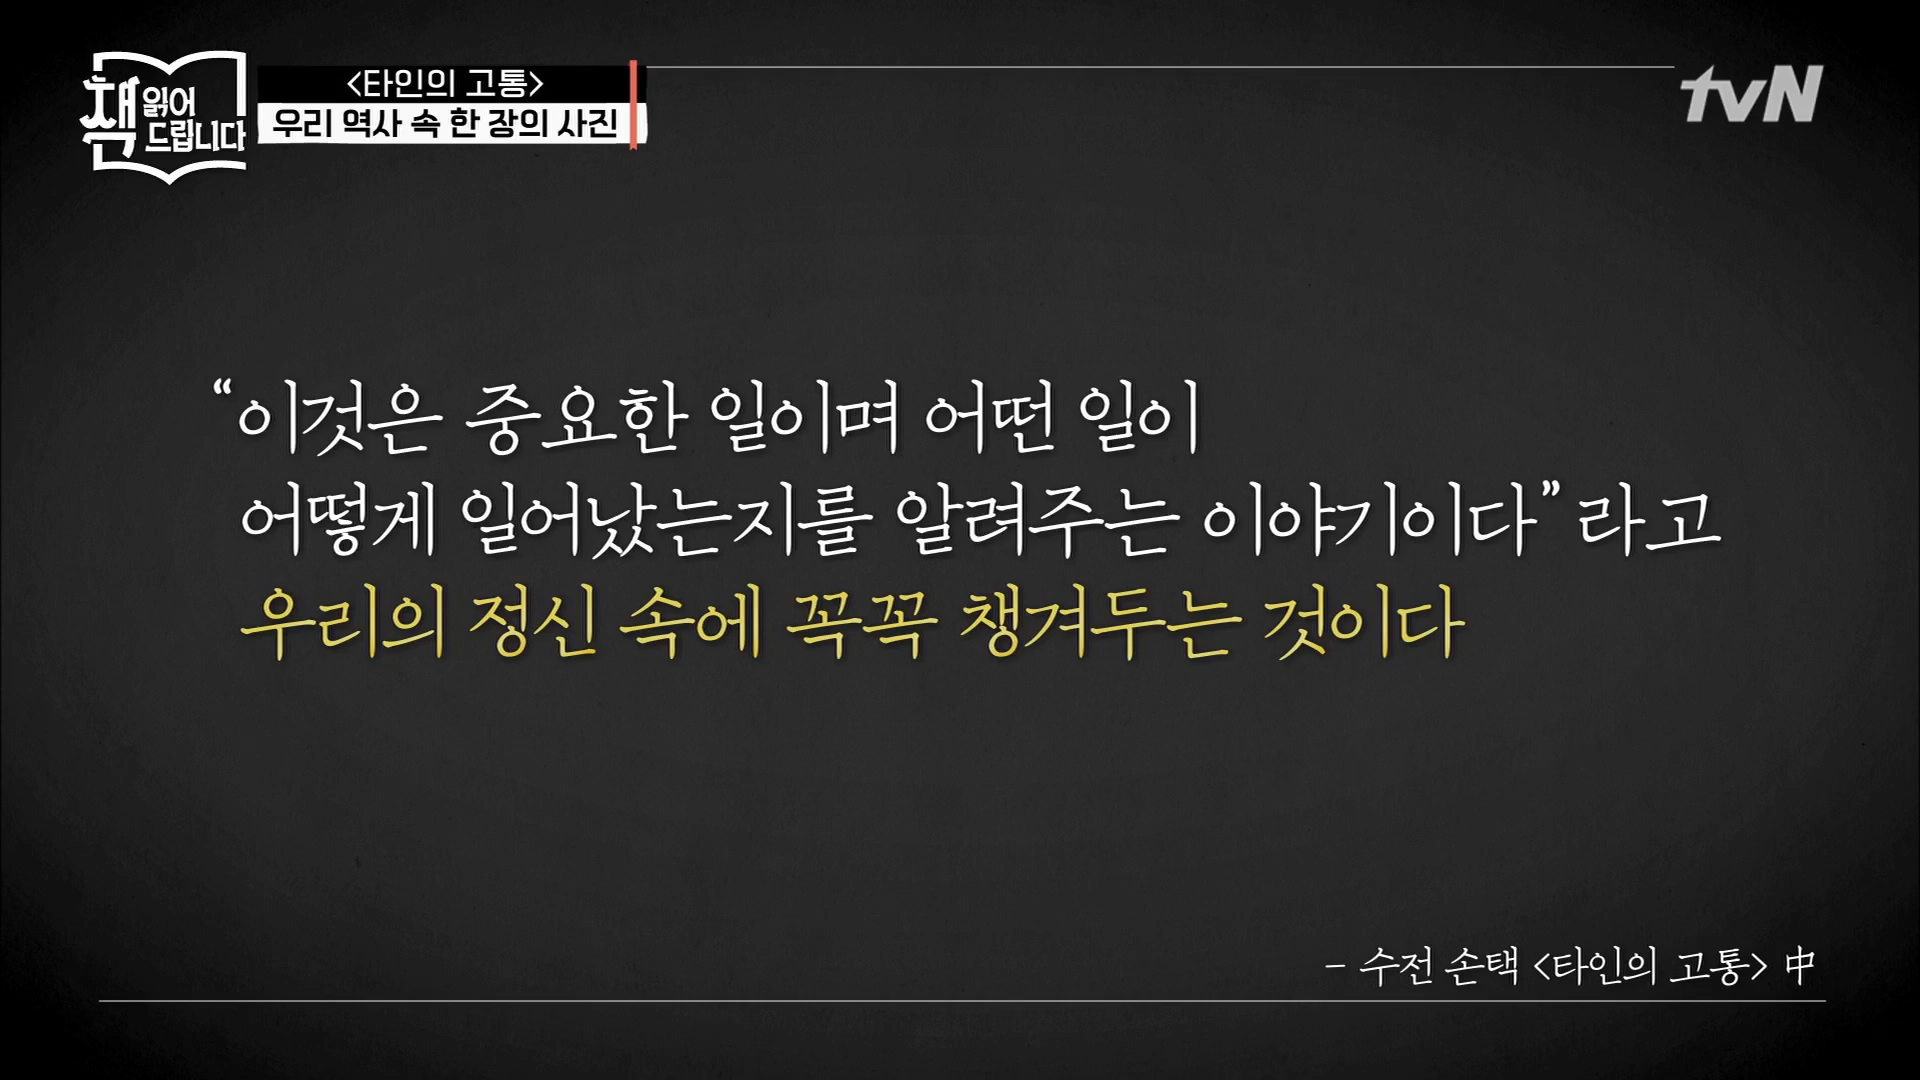 책 읽어
드립니다
<타인의 고통>
우리 역사 속 한 장의 사진
tvN
“이것은 중요한 일이며 어떤 일이
어떻게 일어났는지를 알려주는 이야기이다” 라고
우리의 정신 속에 꼭꼭 챙겨두는 것이다
- 수전 손택 <타인의 고통> 中